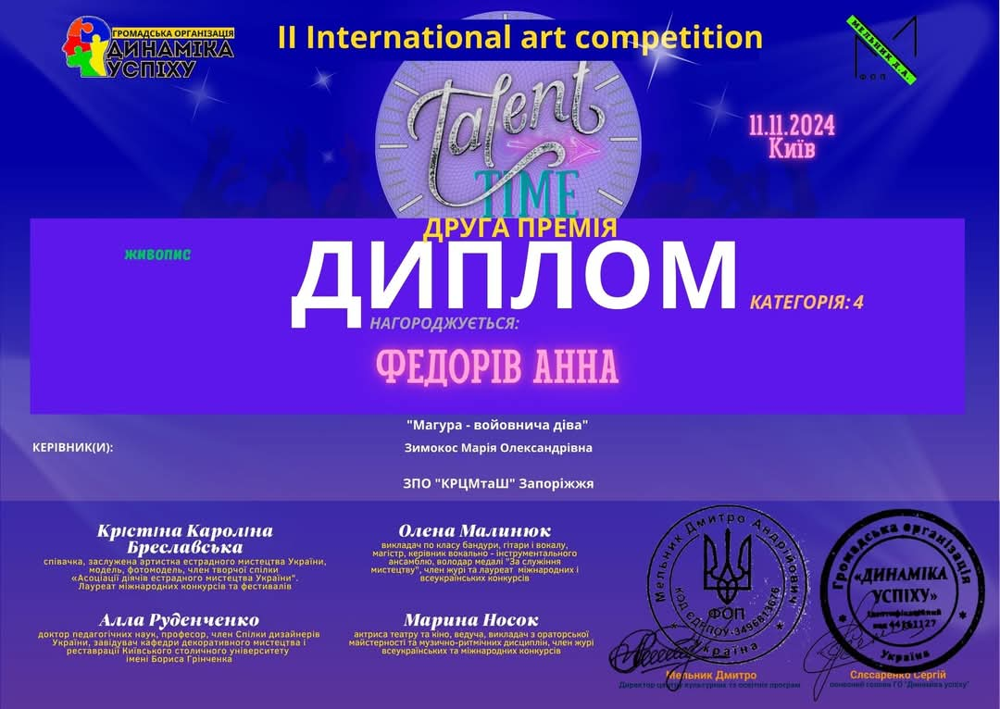 ГРОМАДСЬКА ОРГАНІЗАЦІЯ
ДИНАМІКА
УСПІХУ
II International art competition
МЕЛЬНИК Д.А.
ФОП
11.11.2024
Київ
Talent
TIME
ДРУГА ПРЕМІЯ
живопис
ДИПЛОМ
КАТЕГОРІЯ: 4
НАГОРОДЖУЄТЬСЯ:
ФЕДОРІВ АННА
"Магура - войовнича діва"
КЕРІВНИК(И):
Зимокос Марія Олександрівна
ЗПО "КРЦМтаШ" Запоріжжя
Крістіна Кароліна
Бреславська
співачка, заслужена артистка естрадного мистецтва України,
модель, фотомодель, член творчої спілки
«Асоціації діячів естрадного мистецтва України".
Лауреат міжнародних конкурсів та фестивалів
Олена Малинюк
викладач по класу бандури, гітари і вокалу,
магістр, керівник вокально - інструментального
ансамблю, володар медалі "За служіння
мистецтву", член журі та лауреат міжнародних і
всеукраїнських конкурсів
Алла Руденченко
доктор педагогічних наук, професор, член Спілки дизайнерів
України, завідувач кафедри декоративного мистецтва і
реставрації Київського столичного університету
імені Бориса Грінченка
Марина Носок
актриса театру та кіно, ведуча, викладач з ораторської
майстерності та музично-ритмічних дисциплін, член журі
всеукраїнських та міжнародних конкурсів
Мельник Дмитро Андрійович
ФОП
КОД ЄДРПОУ-3496813676
Україна
Мельник Дмитро
Директор центру культурних та освітніх програм
Громадська організація
«ДИНАМІКА
УСПІХУ»
Ідентифікаційний
код 44161127
Україна
Слєсаренко Сергій
почесний голова ГО "Динаміка успіху"